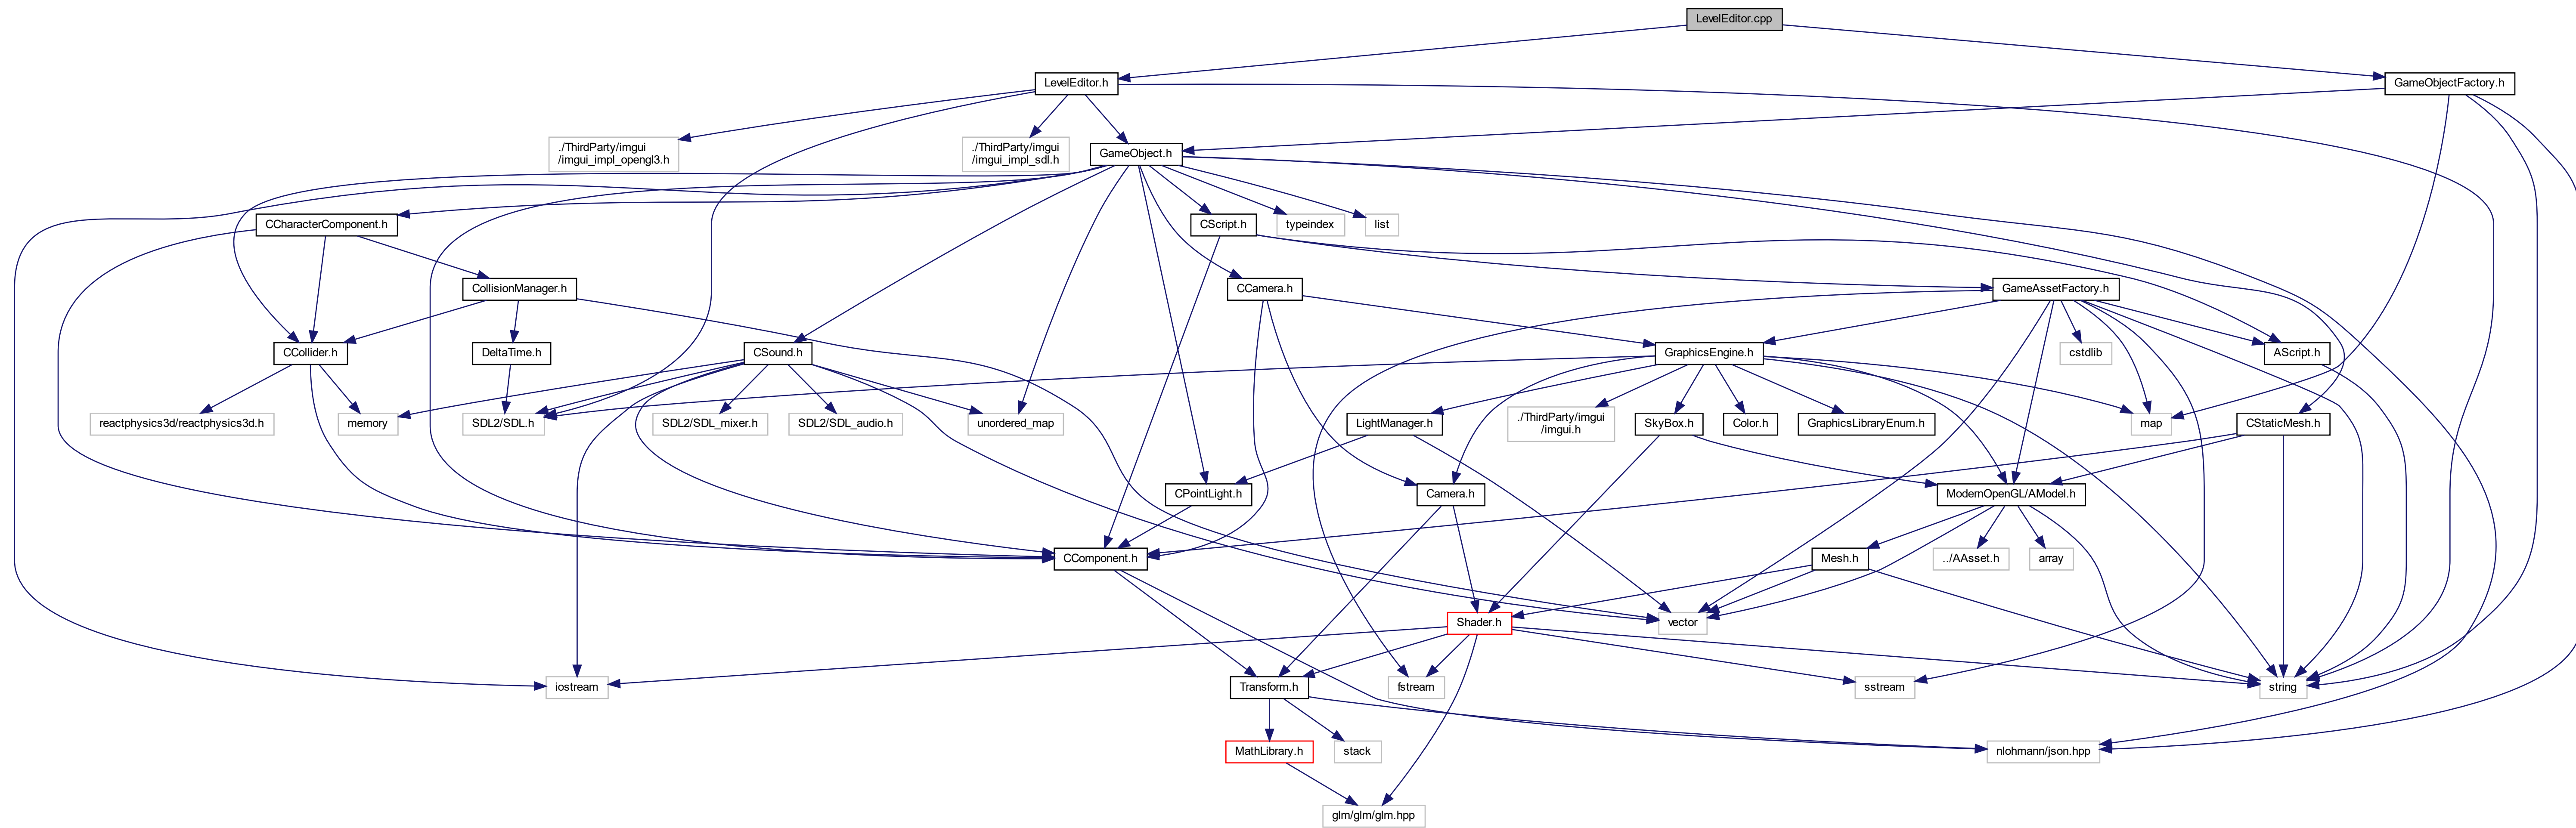 LevelEditor.cpp
LevelEditor.h
GameObjectFactory.h
./ThirdParty/imgui
/imgui_impl_opengl3.h
./ThirdParty/imgui
/imgui_impl_sdl.h
GameObject.h
CCharacterComponent.h
CScript.h
typeindex
list
CollisionManager.h
CCamera.h
GameAssetFactory.h
CCollider.h
DeltaTime.h
CSound.h
GraphicsEngine.h
cstdlib
AScript.h
reactphysics3d/reactphysics3d.h
memory
SDL2/SDL.h
SDL2/SDL_mixer.h
SDL2/SDL_audio.h
unordered_map
LightManager.h
./ThirdParty/imgui
/imgui.h
SkyBox.h
Color.h
GraphicsLibraryEnum.h
map
CStaticMesh.h
CPointLight.h
Camera.h
ModernOpenGL/AModel.h
CComponent.h
Mesh.h
../AAsset.h
array
Shader.h
vector
iostream
Transform.h
fstream
sstream
string
MathLibrary.h
stack
nlohmann/json.hpp
glm/glm/glm.hpp